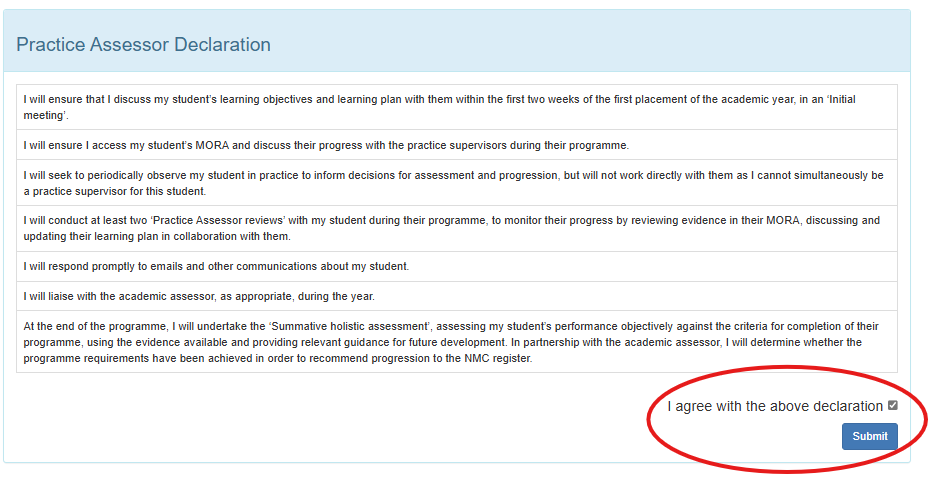 Practice Assessor Declaration
I will ensure that I discuss my student's learning objectives and learning plan with them within the first two weeks of the first placement of the academic year, in an 'Initial
meeting'.
I will ensure I access my student's MORA and discuss their progress with the practice supervisors during their programme.
I will seek to periodically observe my student in practice to inform decisions for assessment and progression, but will not work directly with them as I cannot simultaneously be
a practice supervisor for this student.
I will conduct at least two 'Practice Assessor reviews' with my student during their programme, to monitor their progress by reviewing evidence in their MORA, discussing and
updating their learning plan in collaboration with them.
I will respond promptly to emails and other communications about my student.
I will liaise with the academic assessor, as appropriate, during the year.
At the end of the programme, I will undertake the 'Summative holistic assessment', assessing my student's performance objectively against the criteria for completion of their
programme, using the evidence available and providing relevant guidance for future development. In partnership with the academic assessor, I will determine whether the
programme requirements have been achieved in order to recommend progression to the NMC register.
I agree with the above declaration
Submit